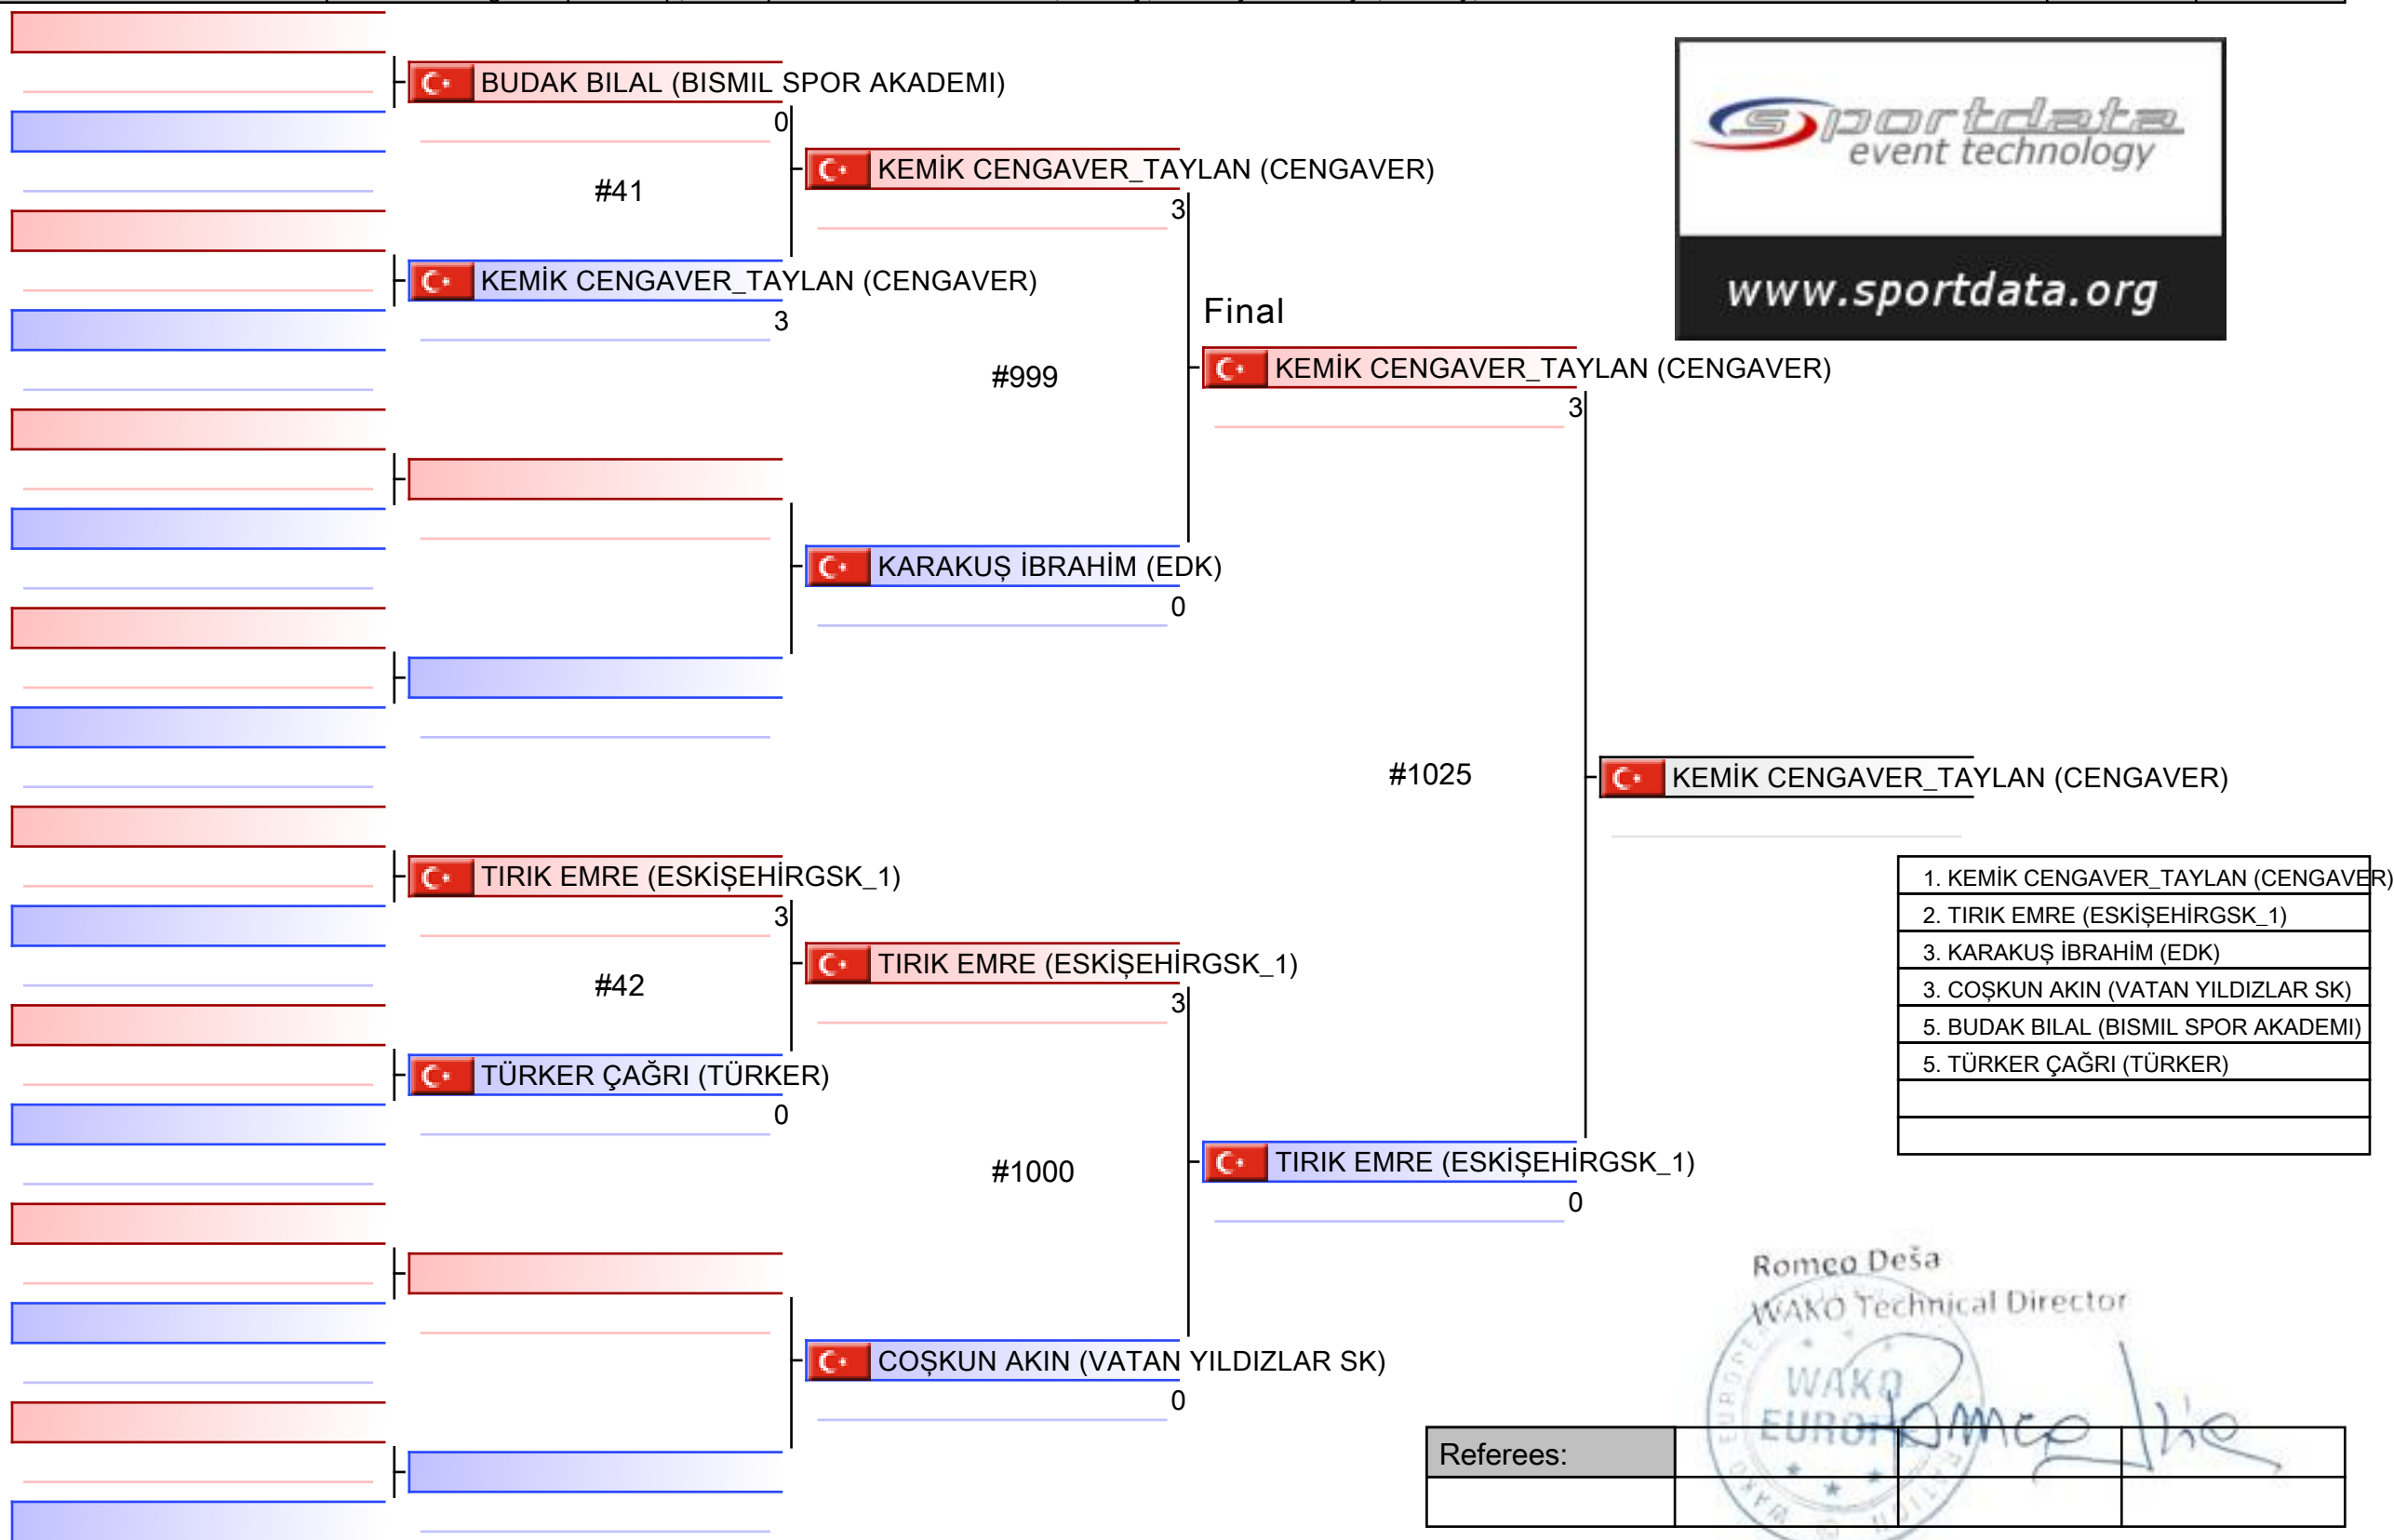 BUDAK BILAL (BISMIL SPOR AKADEMI)
0
#41
KEMİK CENGAVER_TAYLAN (CENGAVER)
3
KEMİK CENGAVER_TAYLAN (CENGAVER)
3
#999
KARAKUŞ İBRAHİM (EDK)
0
Final
KEMİK CENGAVER_TAYLAN (CENGAVER)
3
#1025
KEMİK CENGAVER_TAYLAN (CENGAVER)
TIRIK EMRE (ESKİŞEHİRGSK_1)
3
#42
TÜRKER ÇAĞRI (TÜRKER)
0
TIRIK EMRE (ESKİŞEHİRGSK_1)
3
#1000
COŞKUN AKIN (VATAN YILDIZLAR SK)
0
TIRIK EMRE (ESKİŞEHİRGSK_1)
0
sportdata
event technology
www.sportdata.org
1. KEMİK CENGAVER_TAYLAN (CENGAVER)
2. TIRIK EMRE (ESKİŞEHİRGSK_1)
3. KARAKUŞ İBRAHİM (EDK)
3. COŞKUN AKIN (VATAN YILDIZLAR SK)
5. BUDAK BILAL (BISMIL SPOR AKADEMI)
5. TÜRKER ÇAĞRI (TÜRKER)
Romeo Deša
WAKO Technical Director
WAKO
EUROPE
Referees: